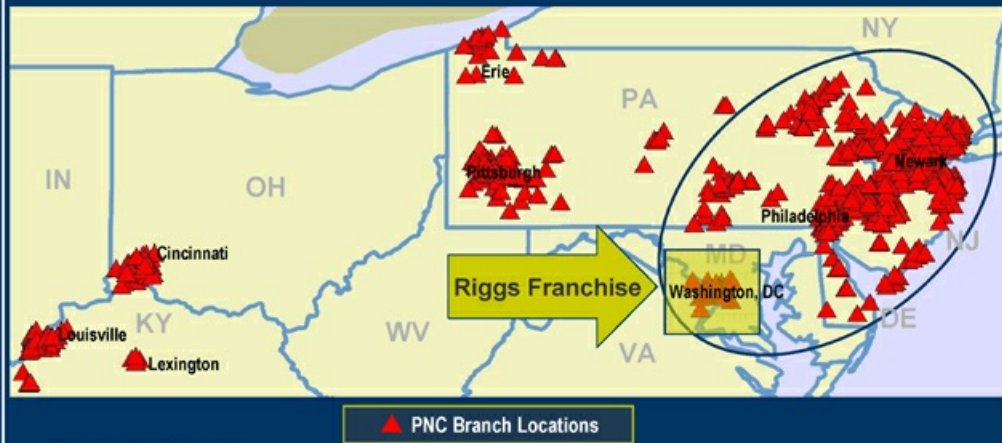 NY
Erie
PA
IN
OH
Pittsburgh
Newark
Philadelphia
NJ
Cincinnati
MD
Riggs Franchise
Washington, DC
KY
Louisville
WV
DE
VA
Lexington
PNC Branch Locations